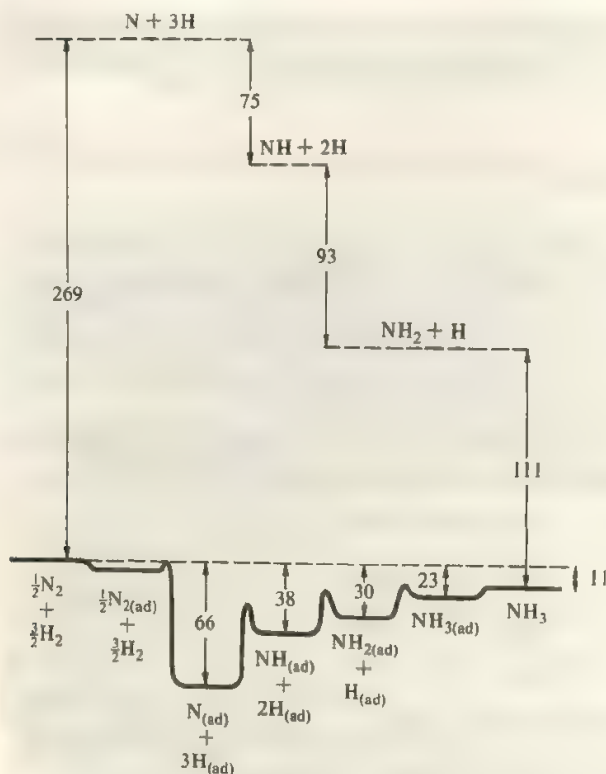 N + 3H
75
NH + 2H
93
269
NH₂ + H
111
11
½N₂
+
3/2H₂
½N₂(ad)
+
3/2H₂
66
N(ad)
+
3H(ad)
38
NH(ad)
+
2H(ad)
30
NH₂(ad)
+
H(ad)
23
NH₃(ad)
NH₃